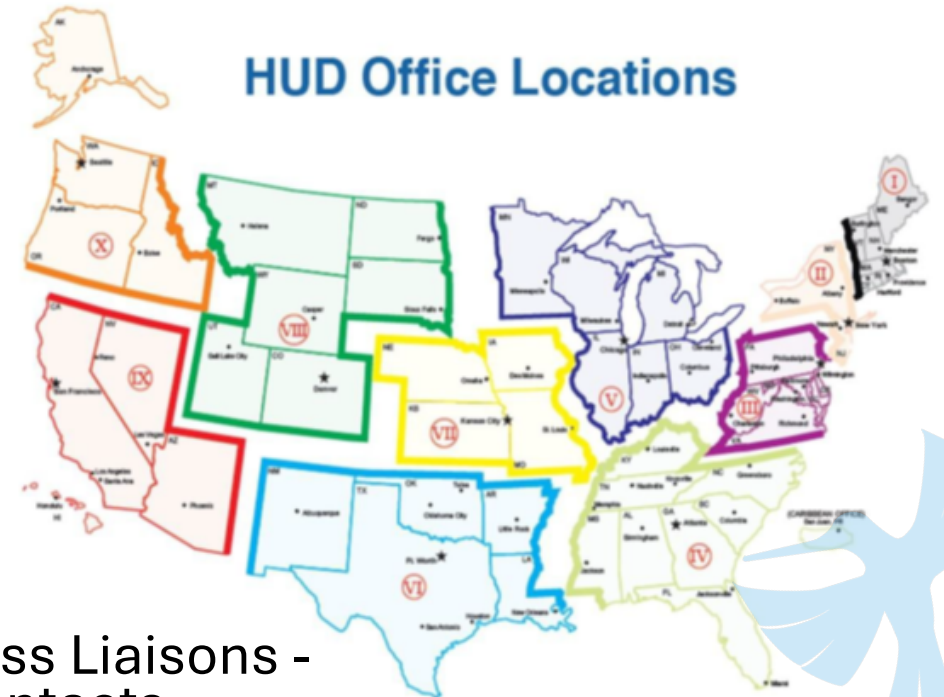 AK
Anchorage
HUD Office Locations
WA
Seattle
Portland
X
Boise
OR
MT
Helena
ND
Fargo
SD
WY
Casper
Sioux Falls
VIII
UT
Salt Lake City
CO
Denver
MN
Minneapolis
WI
Milwaukee
MI
Detroit
IL
Chicago
IN
Indianapolis
OH
Cleveland
Columbus
V
I
Bangor
ME
Manchester
Boston
Providence
Hartford
II
NY
Buffalo
Albany
Newark
New York
NJ
PA
Philadelphia
Pittsburgh
Wilmington
III
Charleston
Richmond
CA
NV
Reno
IX
San Francisco
Las Vegas
AZ
Los Angeles
Santa Ana
Phoenix
Honolulu
HI
NE
IA
Omaha
Des Moines
KS
Kansas City
VII
St. Louis
MO
NM
Albuquerque
TX
OK
Tulsa
Oklahoma City
AR
Little Rock
LA
Ft. Worth
VI
Houston
San Antonio
New Orleans
KY
Louisville
TN
Nashville
Knoxville
Memphis
NC
Greensboro
SC
Columbia
MS
AL
GA
Atlanta
Birmingham
Jackson
IV
FL
Jacksonville
Miami
(CARIBBEAN OFFICE)
San Juan, PR
ss Liaisons -